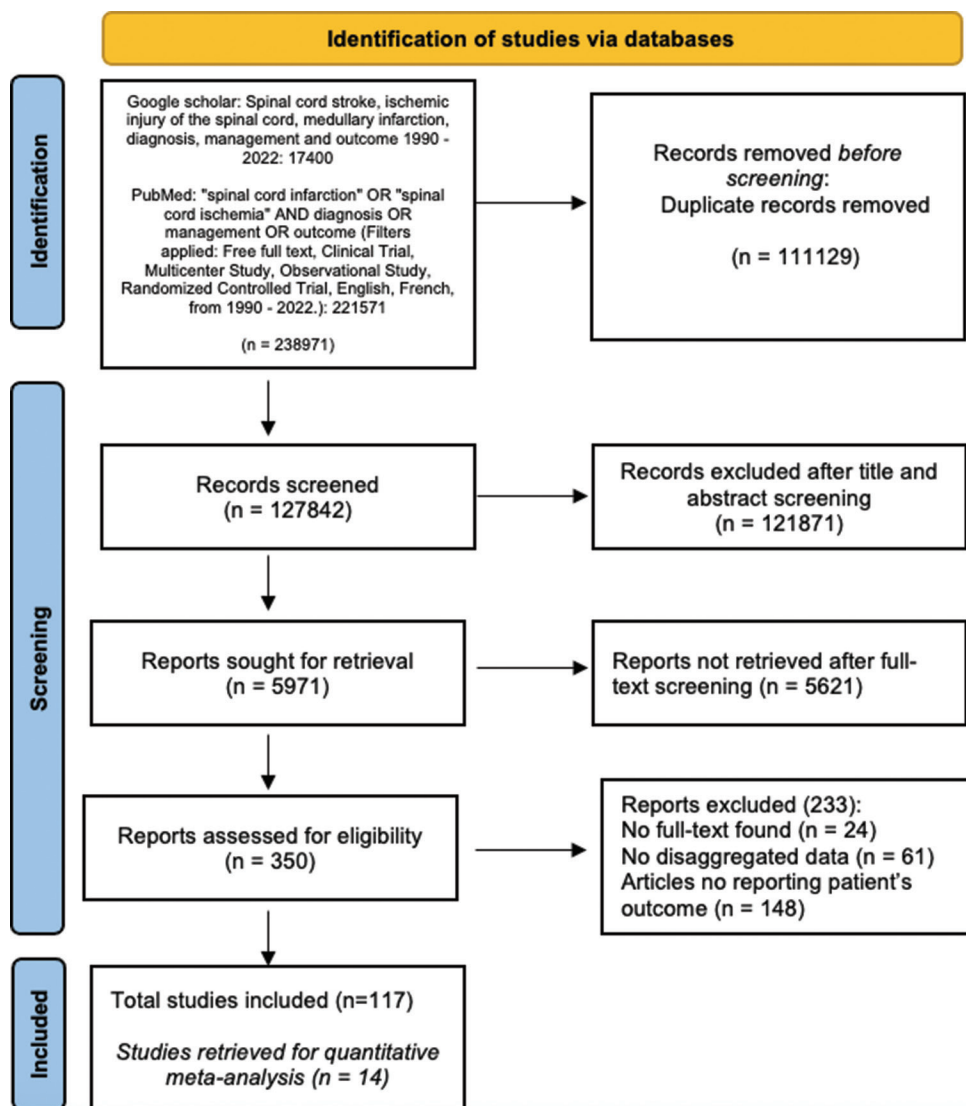 Identification of studies via databases
Identification
Google scholar: Spinal cord stroke, ischemic
injury of the spinal cord, medullary infarction,
diagnosis, management and outcome 1990 -
2022: 17400
PubMed: "spinal cord infarction" OR "spinal
cord ischemia" AND diagnosis OR
management OR outcome (Filters
applied: Free full text, Clinical Trial,
Multicenter Study, Observational Study,
Randomized Controlled Trial, English, French,
from 1990 - 2022.): 221571
(n = 238971)
Records removed before
screening:
Duplicate records removed
(n = 111129)
Screening
Records screened
(n = 127842)
Records excluded after title and
abstract screening
(n = 121871)
Reports sought for retrieval
(n = 5971)
Reports not retrieved after full-
text screening (n = 5621)
Reports assessed for eligibility
(n = 350)
Reports excluded (233):
No full-text found (n = 24)
No disaggregated data (n = 61)
Articles no reporting patient's
outcome (n = 148)
Included
Total studies included (n=117)
Studies retrieved for quantitative
meta-analysis (n = 14)